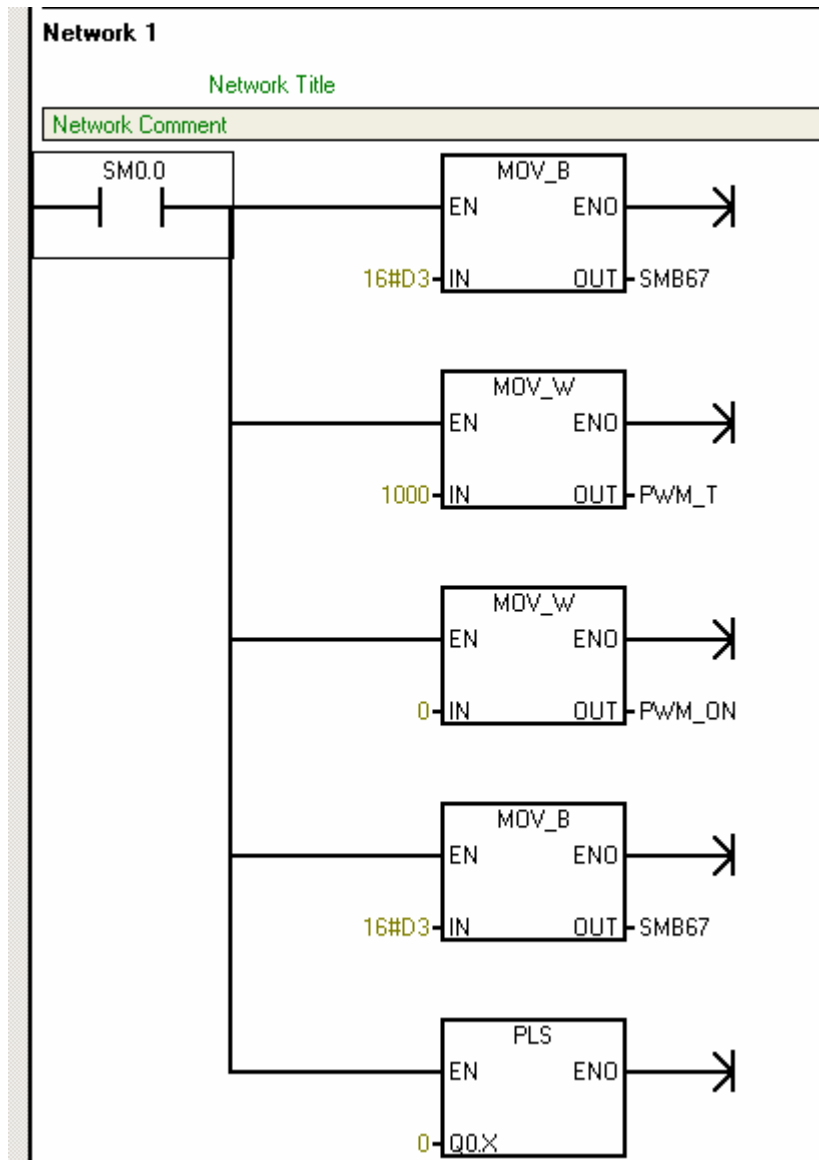 Network 1
Network Title
Network Comment
SM0.0
MOV_B
EN ENO
16#D3 IN OUT SMB67
MOV_W
EN ENO
1000 IN OUT PWM_T
MOV_W
EN ENO
0 IN OUT PWM_ON
MOV_B
EN ENO
16#D3 IN OUT SMB67
PLS
EN ENO
0 Q0.X